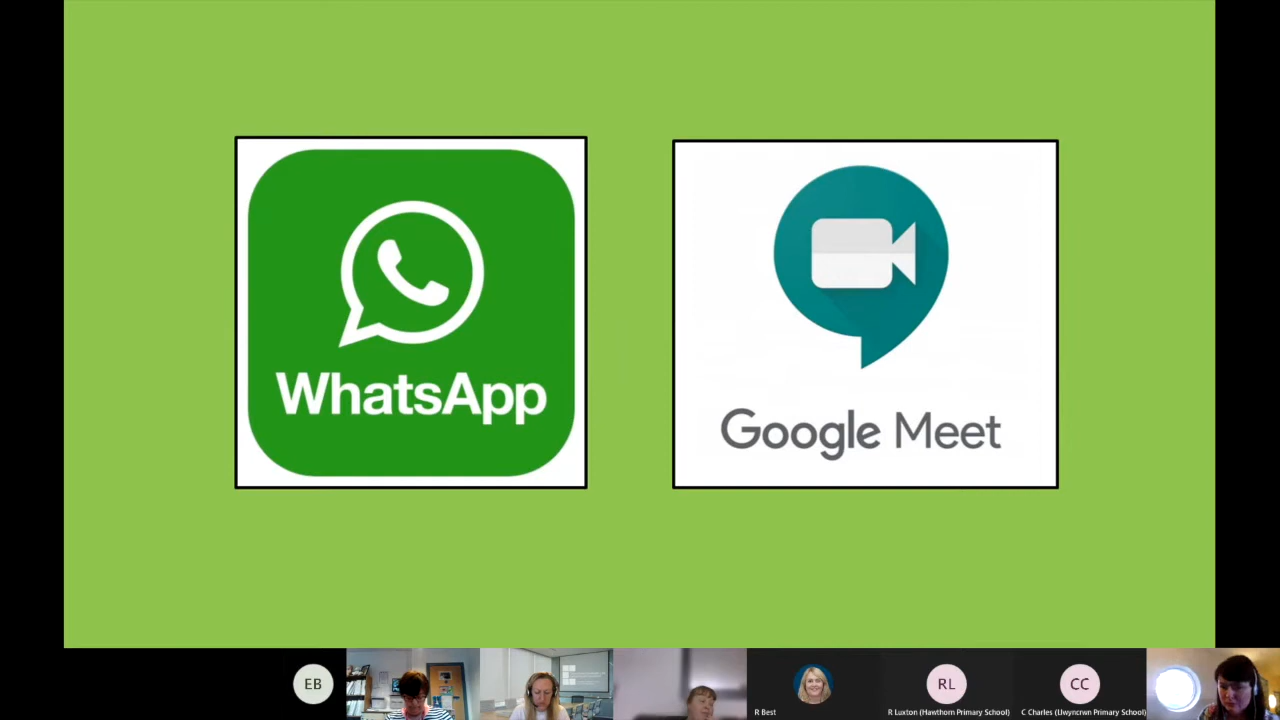 WhatsApp
Google Meet
EB
RL
CC
R Best
R Luxton (Hawthorn Primary School)
C Charles (Llwyncrwn Primary School)